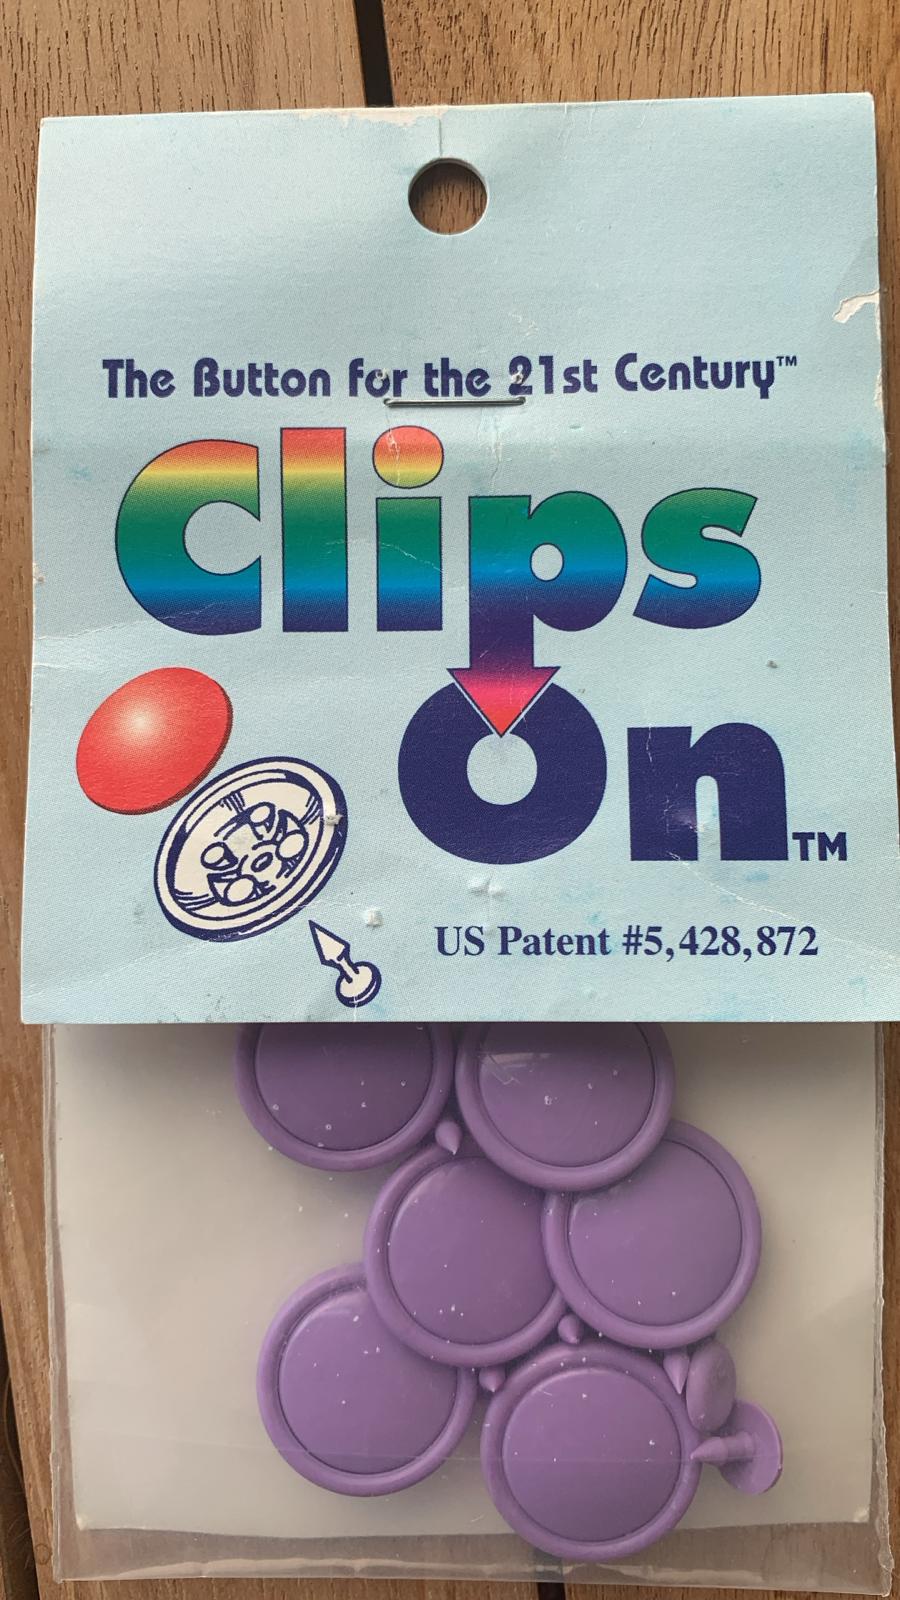 The Button for the 21st Century™
Clips
On™
US Patent #5,428,872